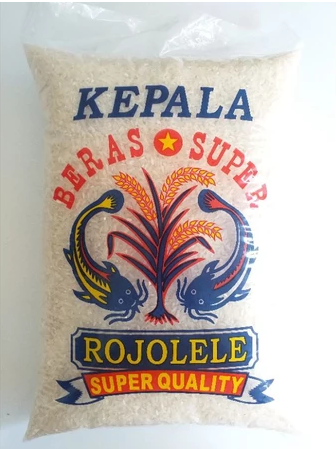 KEPALA
BERAS SUPER
ROJOLELE
SUPER QUALITY